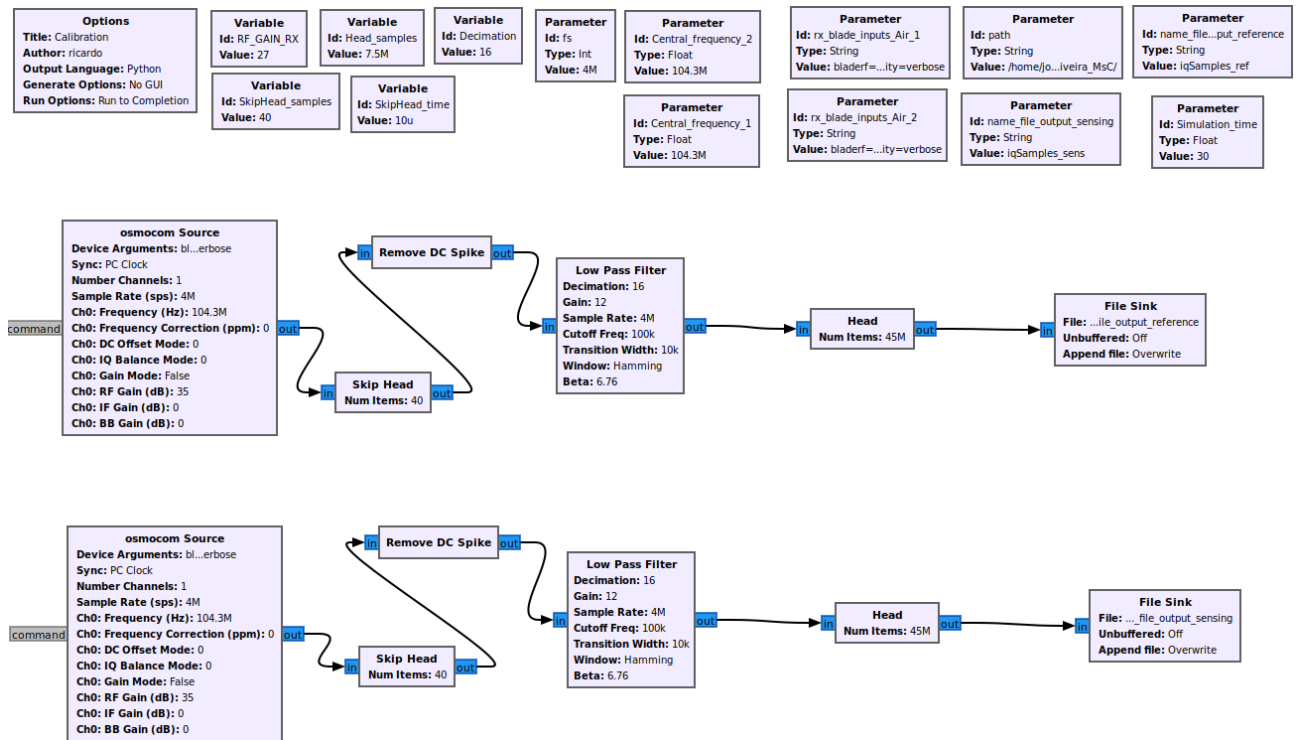 Options
Title: Calibration
Author: ricardo
Output Language: Python
Generate Options: No GUI
Run Options: Run to Completion
Variable
Id: RF_GAIN_RX
Value: 27
Variable
Id: Head_samples
Value: 7.5M
Variable
Id: Decimation
Value: 16
Parameter
Id: fs
Type: Int
Value: 4M
Parameter
Id: Central_frequency_2
Type: Float
Value: 104.3M
Parameter
Id: rx_blade_inputs_Air_1
Type: String
Value: bladerf=...ity=verbose
Parameter
Id: path
Type: String
Value: /home/jo...iveira_MsC/
Parameter
Id: name_file...put_reference
Type: String
Value: iqSamples_ref
Variable
Id: SkipHead_samples
Value: 40
Variable
Id: SkipHead_time
Value: 10u
Parameter
Id: Central_frequency_1
Type: Float
Value: 104.3M
Parameter
Id: rx_blade_inputs_Air_2
Type: String
Value: bladerf=...ity=verbose
Parameter
Id: name_file_output_sensing
Type: String
Value: iqSamples_sens
Parameter
Id: Simulation_time
Type: Float
Value: 30
command
osmocom Source
Device Arguments: bl...erbose
Sync: PC Clock
Number Channels: 1
Sample Rate (sps): 4M
Ch0: Frequency (Hz): 104.3M
Ch0: Frequency Correction (ppm): 0
Ch0: DC Offset Mode: 0
Ch0: IQ Balance Mode: 0
Ch0: Gain Mode: False
Ch0: RF Gain (dB): 35
Ch0: IF Gain (dB): 0
Ch0: BB Gain (dB): 0
out
in
Skip Head
Num Items: 40
out
in
Remove DC Spike
out
in
Low Pass Filter
Decimation: 16
Gain: 12
Sample Rate: 4M
Cutoff Freq: 100k
Transition Width: 10k
Window: Hamming
Beta: 6.76
out
in
Head
Num Items: 45M
out
in
File Sink
File: ...ile_output_reference
Unbuffered: Off
Append file: Overwrite
command
osmocom Source
Device Arguments: bl...erbose
Sync: PC Clock
Number Channels: 1
Sample Rate (sps): 4M
Ch0: Frequency (Hz): 104.3M
Ch0: Frequency Correction (ppm): 0
Ch0: DC Offset Mode: 0
Ch0: IQ Balance Mode: 0
Ch0: Gain Mode: False
Ch0: RF Gain (dB): 35
Ch0: IF Gain (dB): 0
Ch0: BB Gain (dB): 0
out
in
Skip Head
Num Items: 40
out
in
Remove DC Spike
out
in
Low Pass Filter
Decimation: 16
Gain: 12
Sample Rate: 4M
Cutoff Freq: 100k
Transition Width: 10k
Window: Hamming
Beta: 6.76
out
in
Head
Num Items: 45M
out
in
File Sink
File: ..._file_output_sensing
Unbuffered: Off
Append file: Overwrite